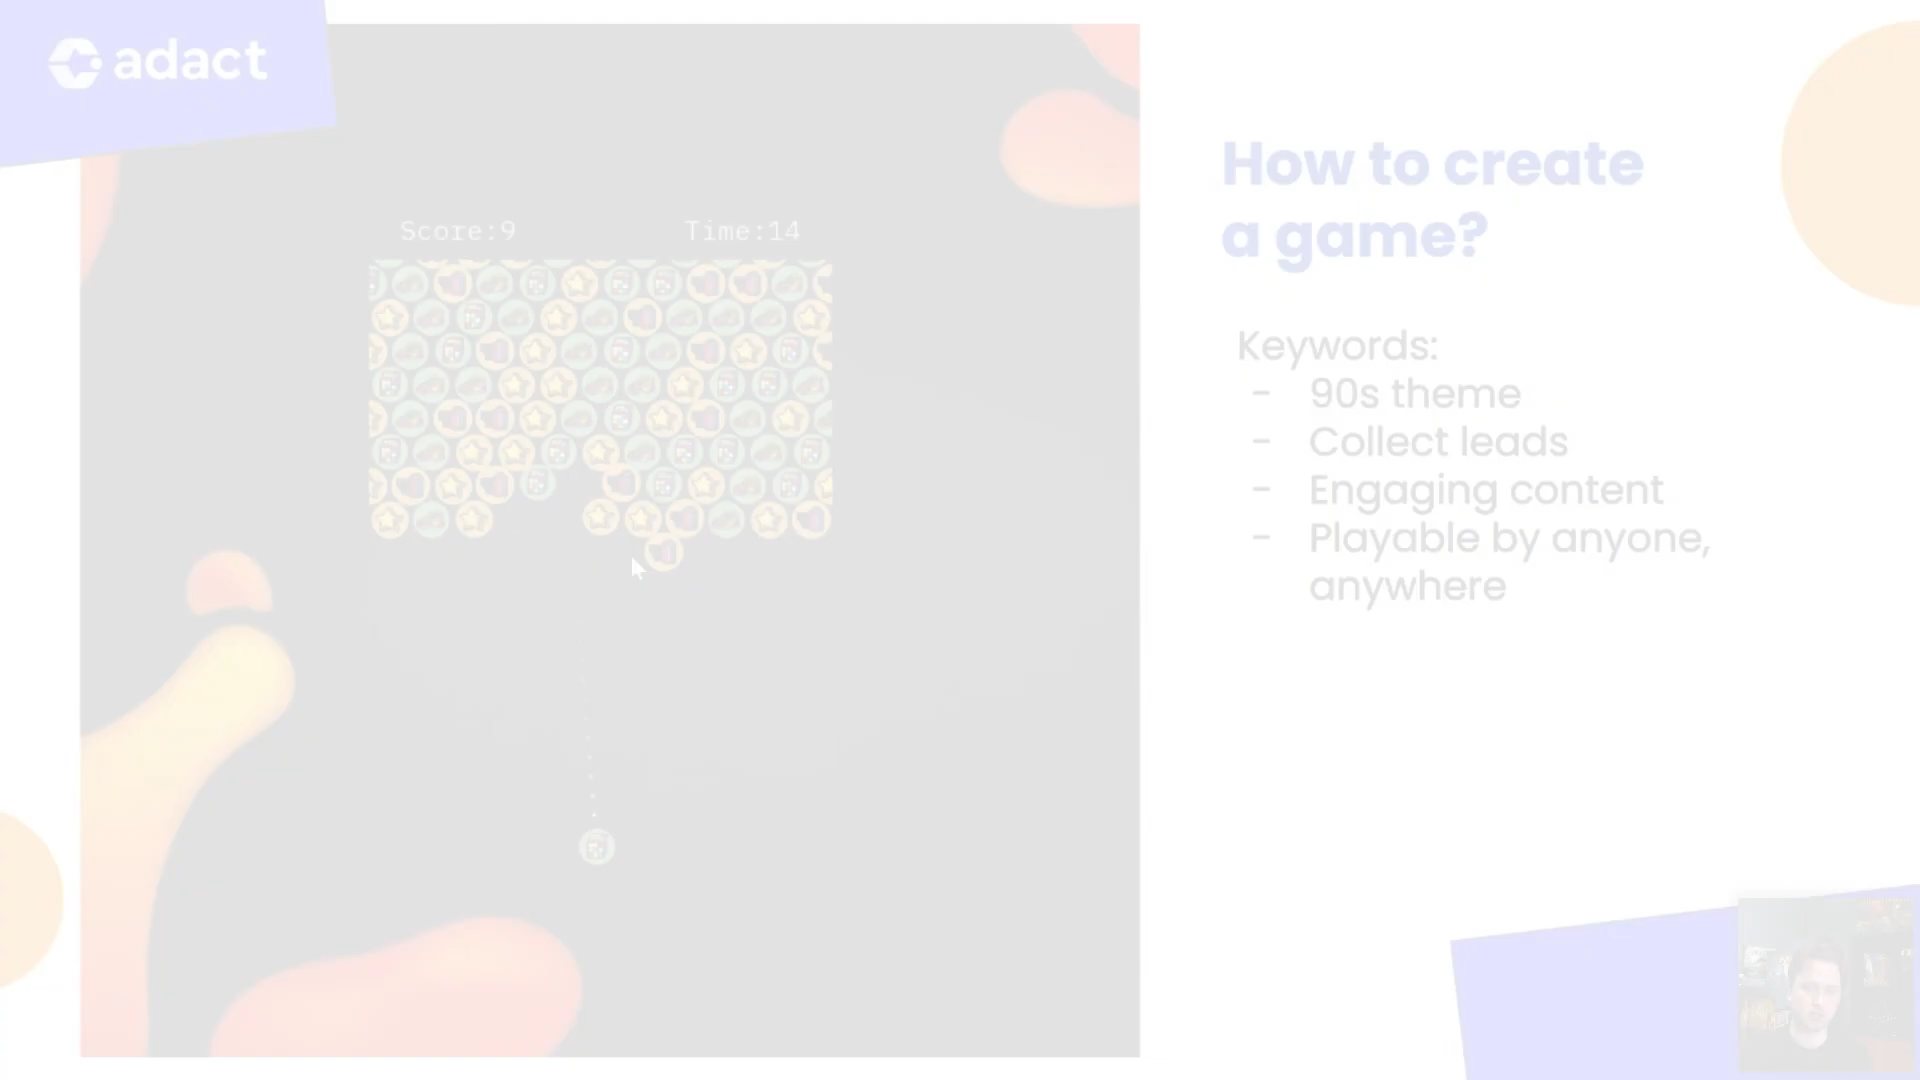 adact
Score:9
Time:14
How to create
a game?
Keywords:
- 90s theme
- Collect leads
- Engaging content
- Playable by anyone,
anywhere